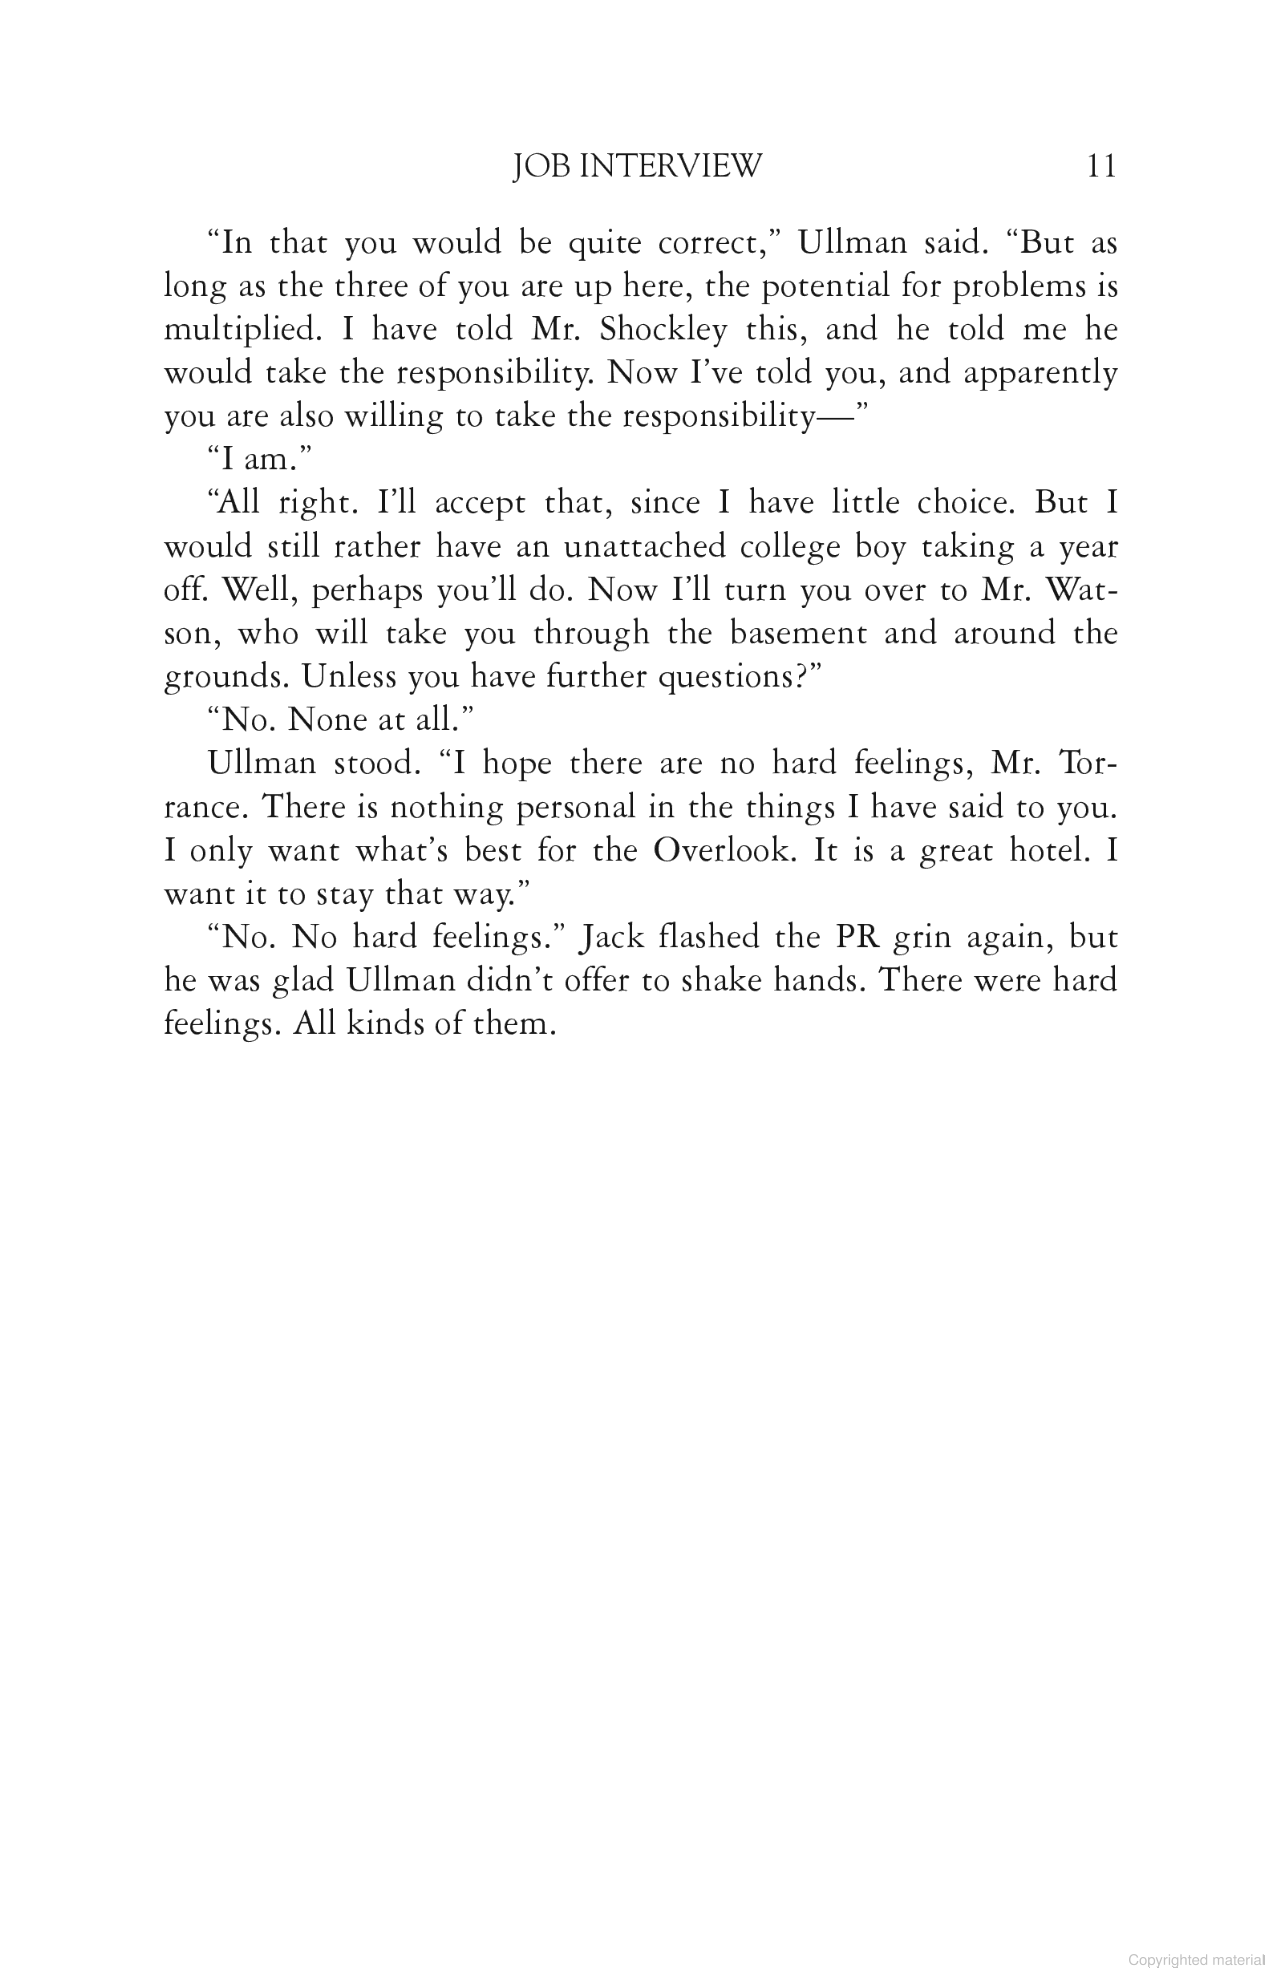 JOB INTERVIEW 11
“In that you would be quite correct,” Ullman said. “But as
long as the three of you are up here, the potential for problems is
multiplied. I have told Mr. Shockley this, and he told me he
would take the responsibility. Now I’ve told you, and apparently
you are also willing to take the responsibility—”
“I am.”
“All right. I’ll accept that, since I have little choice. But I
would still rather have an unattached college boy taking a year
off. Well, perhaps you’ll do. Now I’ll turn you over to Mr. Wat-
son, who will take you through the basement and around the
grounds. Unless you have further questions?”
“No. None at all.”
Ullman stood. “I hope there are no hard feelings, Mr. Tor-
rance. There is nothing personal in the things I have said to you.
I only want what’s best for the Overlook. It is a great hotel. I
want it to stay that way.”
“No. No hard feelings.” Jack flashed the PR grin again, but
he was glad Ullman didn’t offer to shake hands. There were hard
feelings. All kinds of them.
Copyrighted material